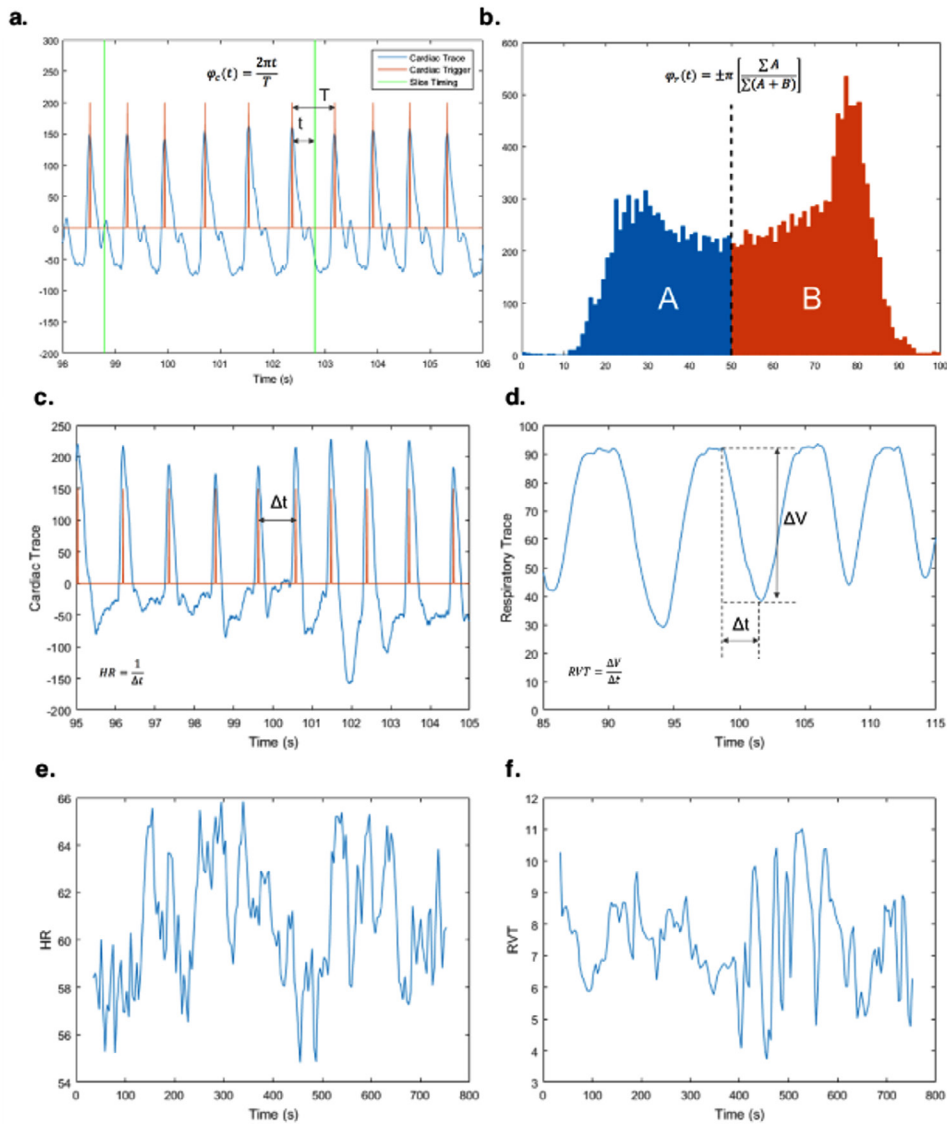 a.
300
250
200
150
100
50
0
-50
-100
-150
-200
98 99 100 101 102 103 104 105 106
Time (s)
φc(t) = 2πt/T
Cardiac Trace
Cardiac Trigger
Slice Timing
T
t
b.
600
500
400
300
200
100
0
0 10 20 30 40 50 60 70 80 90 100
φr(t) = ±π [∑A/∑(A + B)]
A
B
c.
Cardiac Trace
250
200
150
100
50
0
-50
-100
-150
-200
95 96 97 98 99 100 101 102 103 104 105
Time (s)
Δt
HR = 1/Δt
d.
Respiratory Trace
100
90
80
70
60
50
40
30
20
10
0
85 90 95 100 105 110 115
Time (s)
ΔV
Δt
RVT = ΔV/Δt
e.
HR
66
64
62
60
58
56
54
0 100 200 300 400 500 600 700 800
Time (s)
f.
RVT
12
11
10
9
8
7
6
5
4
3
0 100 200 300 400 500 600 700 800
Time (s)